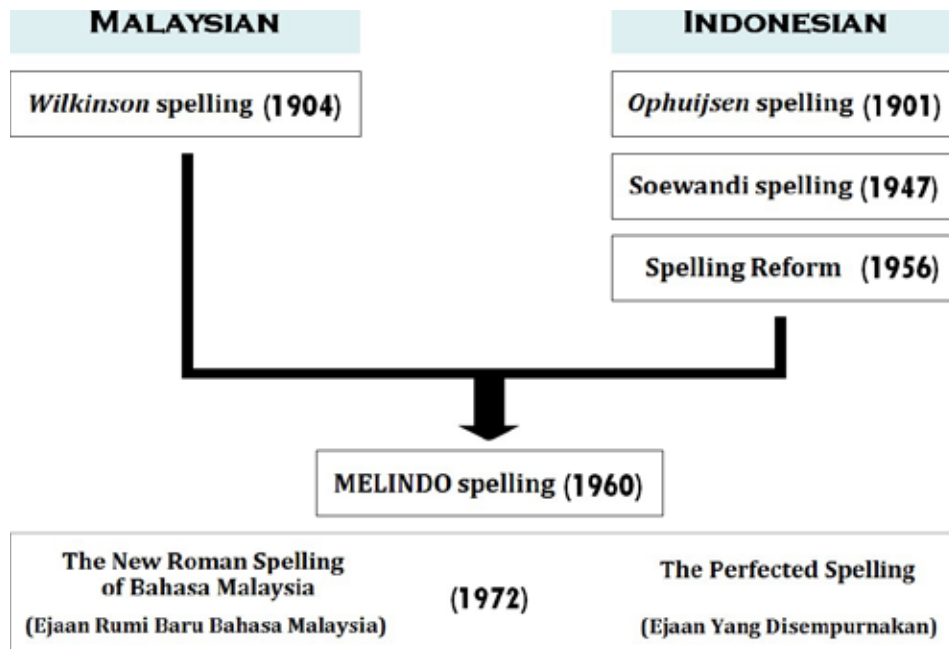 MALAYSIAN
INDONESIAN
Wilkinson spelling (1904)
Ophuijsen spelling (1901)
Soewandi spelling (1947)
Spelling Reform (1956)
MELINDO spelling (1960)
The New Roman Spelling
of Bahasa Malaysia
(Ejaan Rumi Baru Bahasa Malaysia)
(1972)
The Perfected Spelling
(Ejaan Yang Disempurnakan)